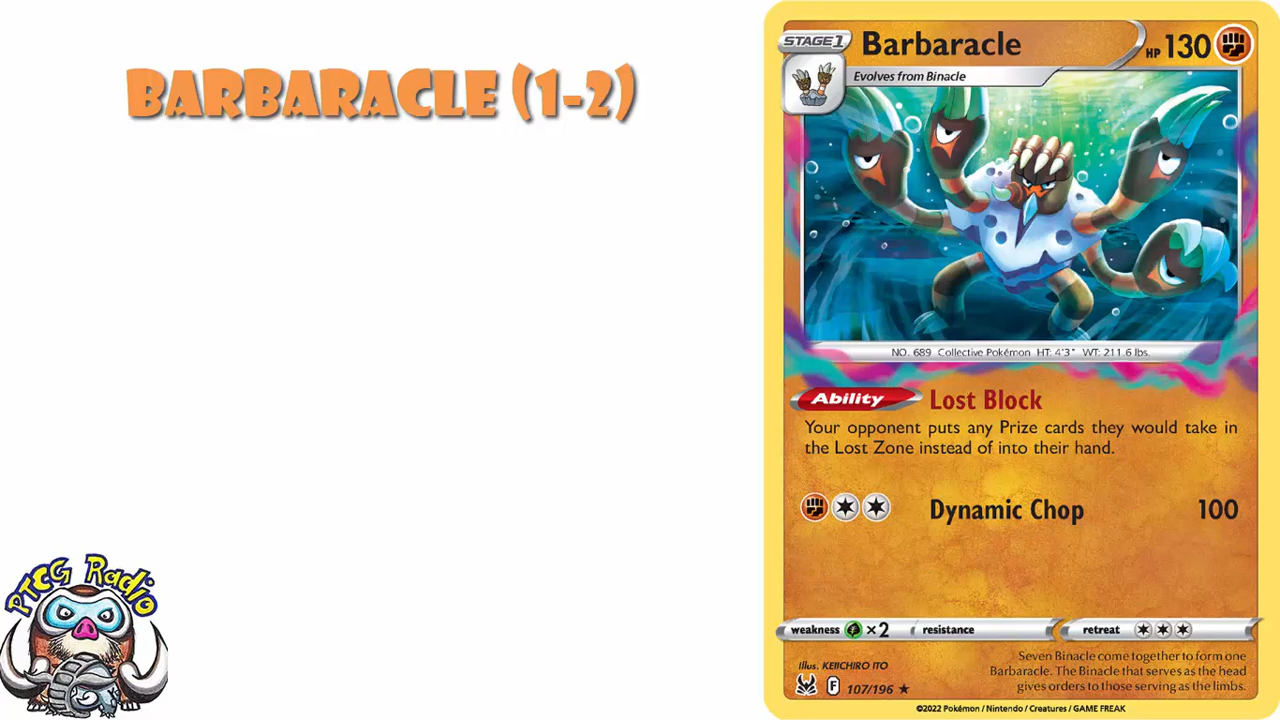 BARBARACLE (1-2)
STAGE 1
Barbaracle
HP 130
Evolves from Binacle
NO. 689 Collective Pokémon HT: 4'3" WT: 211.6 lbs.
Ability Lost Block
Your opponent puts any Prize cards they would take in
the Lost Zone instead of into their hand.
Dynamic Chop 100
weakness ×2 resistance retreat
Illus. KEIICHIRO ITO
Seven Binacle come together to form one
Barbaracle. The Binacle that serves as the head
gives orders to those serving as the limbs.
F 107/196 ★
©2022 Pokémon / Nintendo / Creatures / GAME FREAK
PTCG Radio